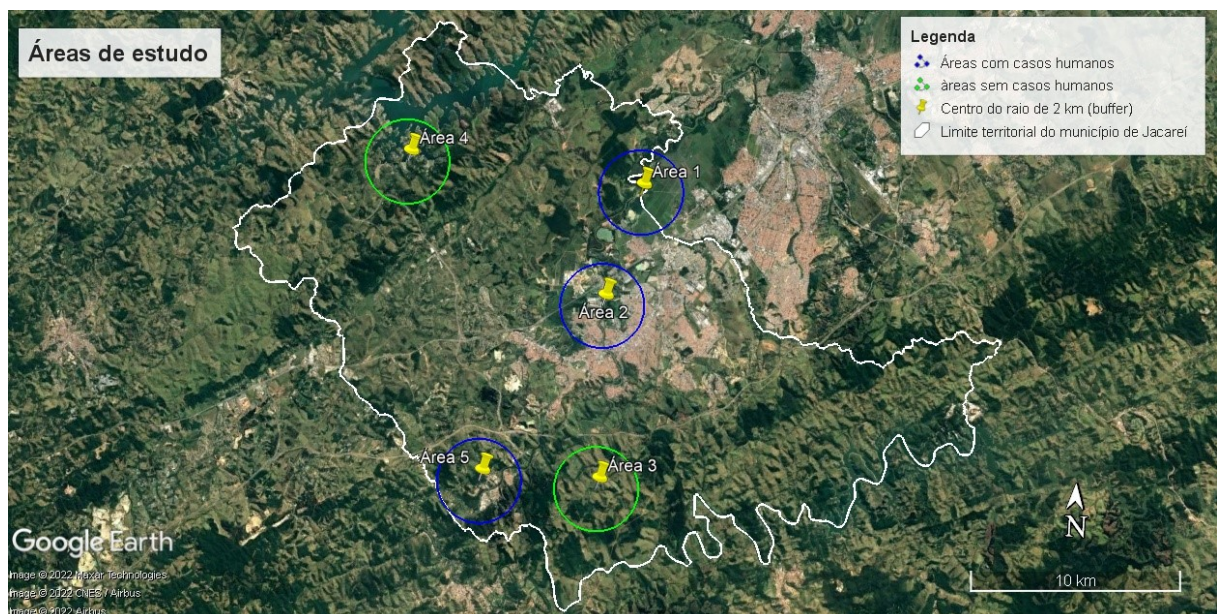 Áreas de estudo
Legenda
Áreas com casos humanos
àreas sem casos humanos
Centro do raio de 2 km (buffer)
Limite territorial do município de Jacareí
Área 4
Área 1
Área 2
Área 5
Área 3
N
10 km
Google Earth
Image © 2022 Maxar Technologies
Image © 2022 CNES / Airbus
Image © 2022 Airbus